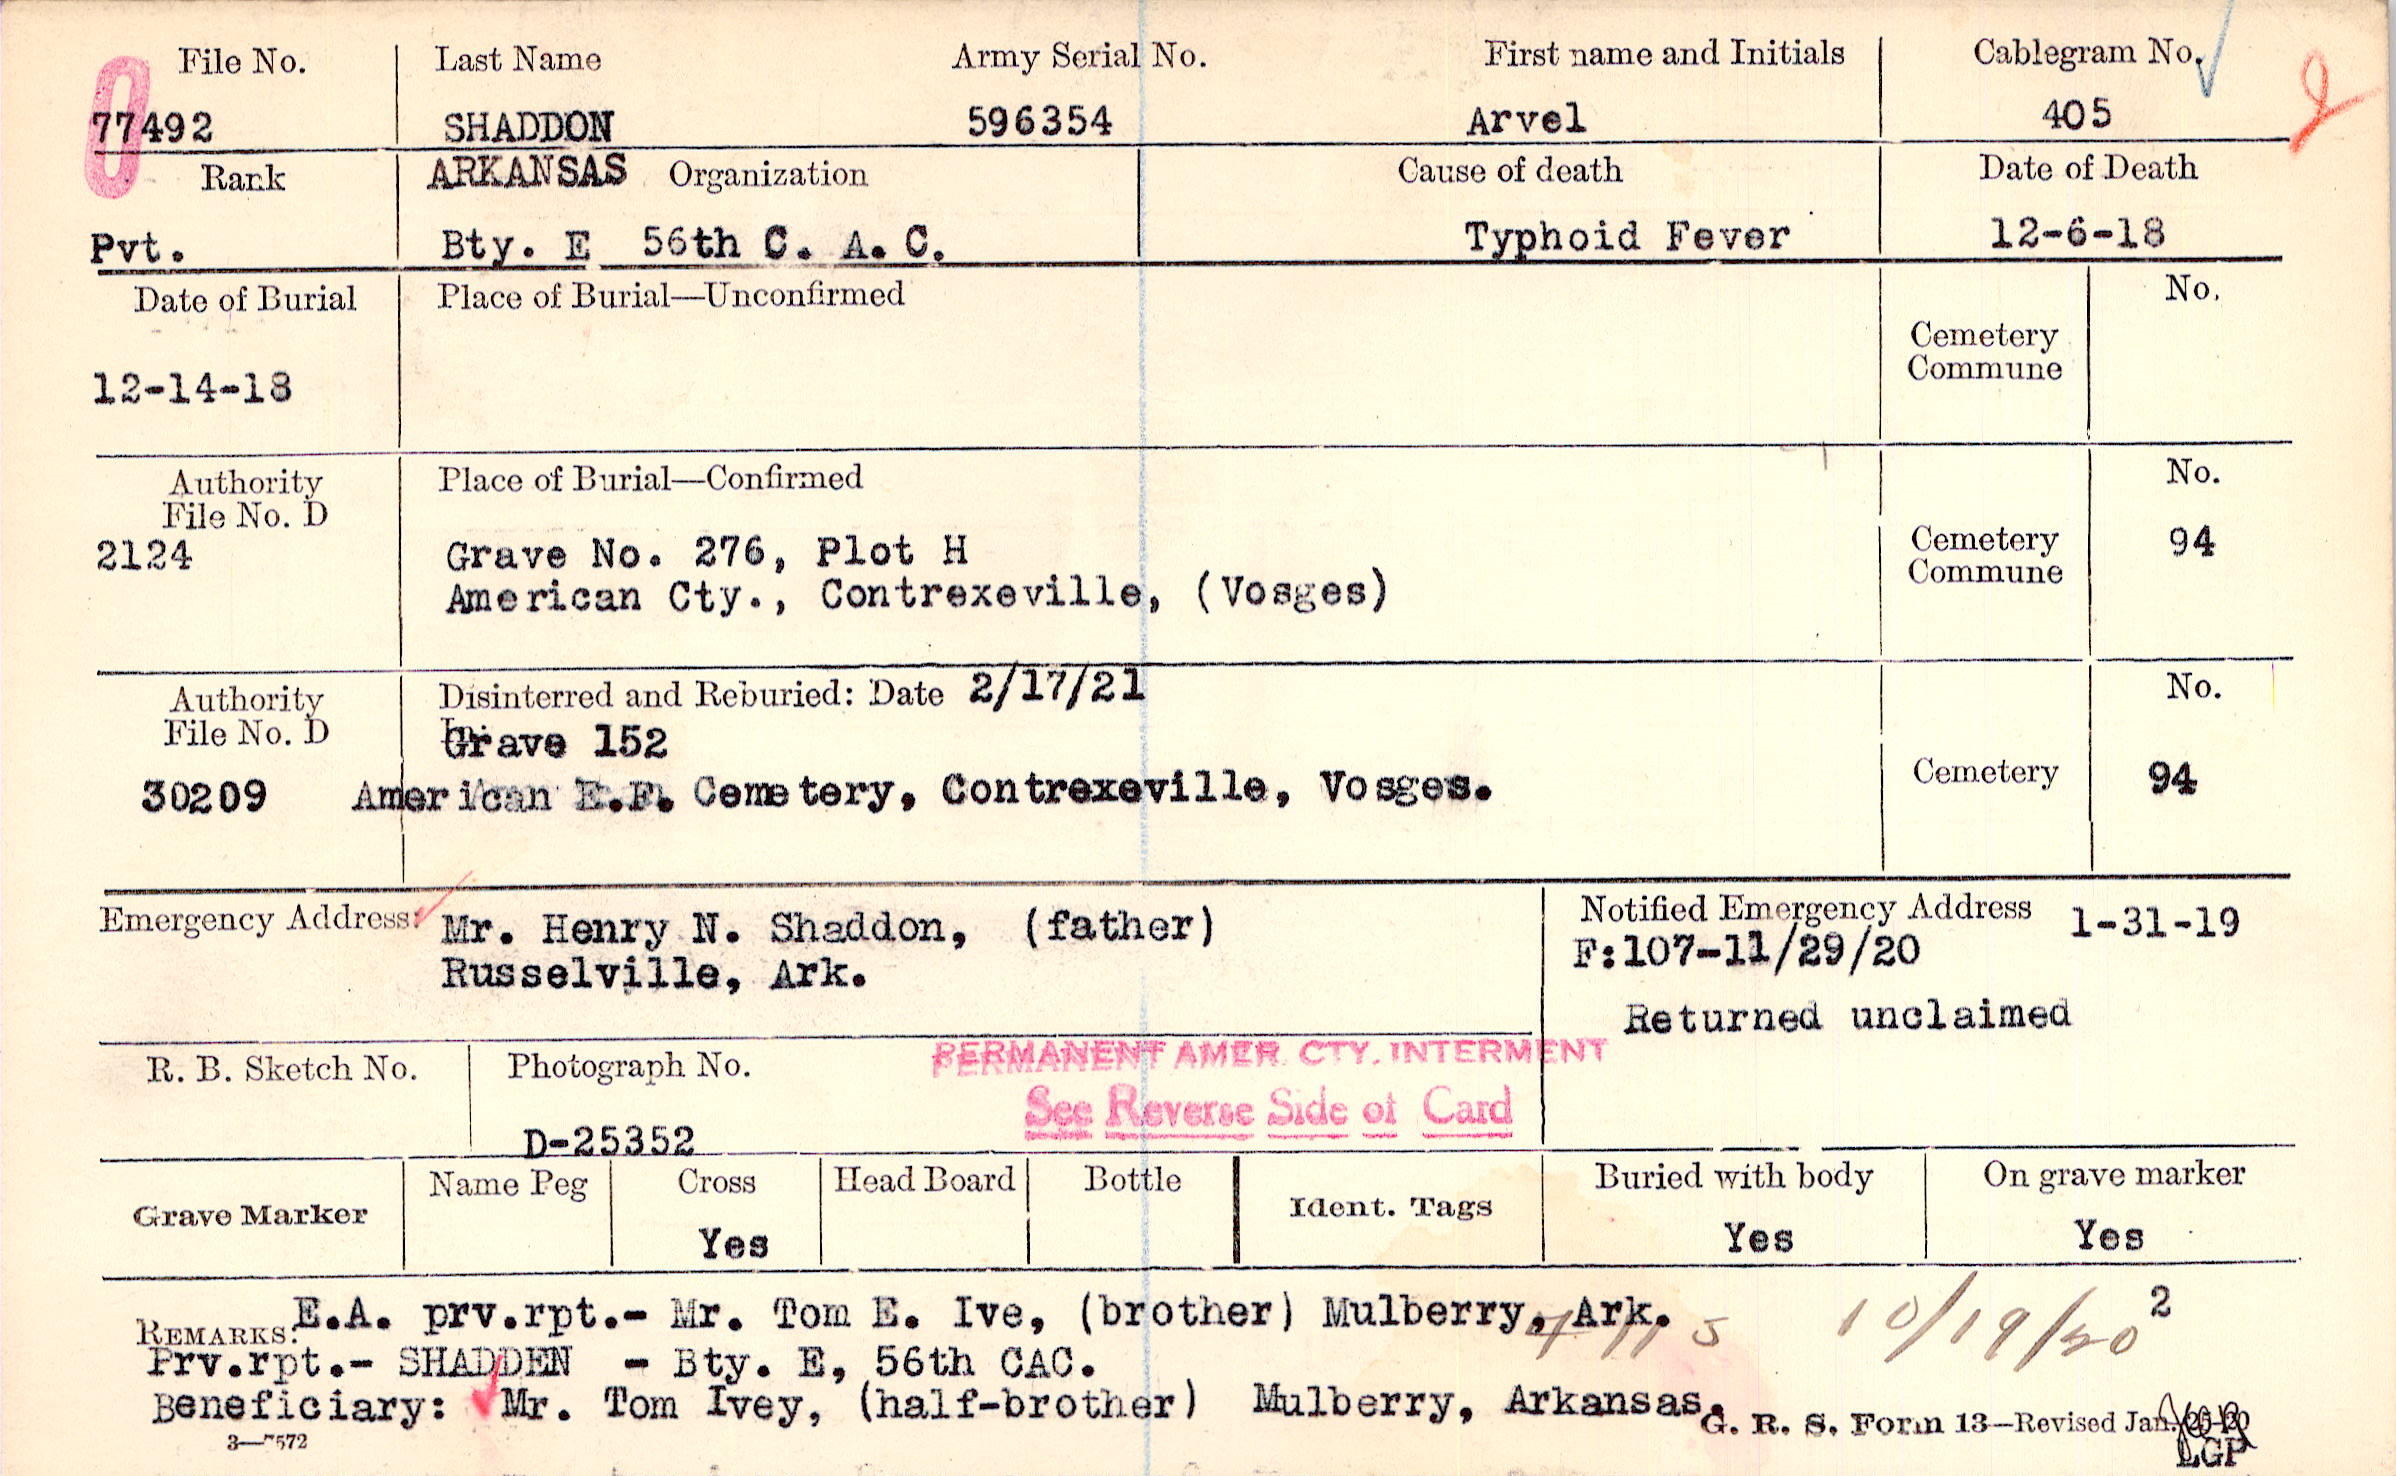 File No. Last Name Army Serial No. First name and Initials Cablegram No.
77492 SHADDON 596354 Arvel 405
Rank ARKANSAS Organization Cause of death Date of Death
Pvt. Bty. E 56th C. A. C. Typhoid Fever 12-6-18
Date of Burial Place of Burial—Unconfirmed No.
Cemetery
Commune
12-14-18
Authority Place of Burial—Confirmed No.
File No. D
2124 Grave No. 276, Plot H Cemetery 94
American Cty., Contrexeville, (Vosges) Commune
Authority Disinterred and Reburied: Date 2/17/21 No.
File No. D Grave 152
30209 American E.F. Cemetery, Contrexeville, Vosges. Cemetery 94
Emergency Address: Mr. Henry N. Shaddon, (father) Notified Emergency Address 1-31-19
Russelville, Ark. F:107-11/29/20
Returned unclaimed
R. B. Sketch No. Photograph No. PERMANENT AMER. CTY. INTERMENT
See Reverse Side of Card
D-25352
Grave Marker Name Peg Cross Head Board Bottle Ident. Tags Buried with body On grave marker
Yes Yes Yes
REMARKS: E.A. prv.rpt.- Mr. Tom E. Ive, (brother) Mulberry, Ark. 10/19/20 2
Prv.rpt.- SHADDEN - Bty. E, 56th CAC.
Beneficiary: Mr. Tom Ivey, (half-brother) Mulberry, Arkansas.
3—7572 G. R. S. Form 13—Revised Jan.
LGP